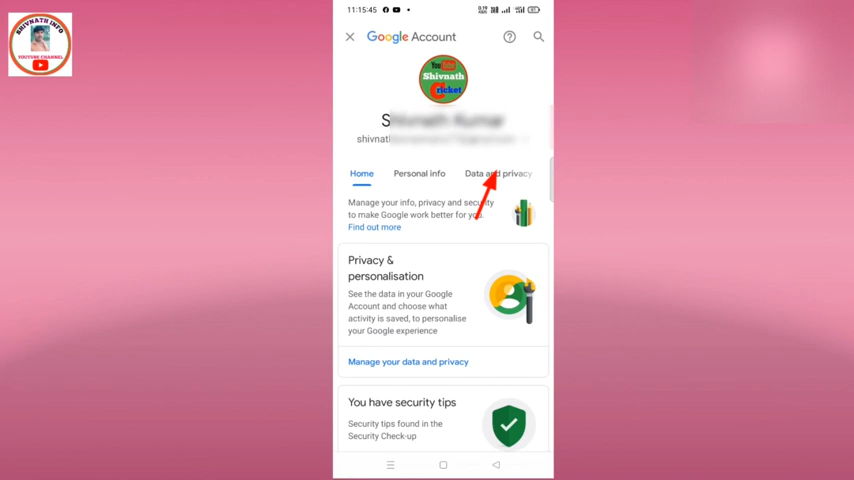 SHIVNATH INFO
YOUTUBE CHANNEL
11:15:45
Google Account
YouTube
Shivnath
Cricket
shivnath
Home Personal info Data and privacy
Manage your info, privacy and security
to make Google work better for you.
Find out more
Privacy &
personalisation
See the data in your Google
Account and choose what
activity is saved, to personalise
your Google experience
Manage your data and privacy
You have security tips
Security tips found in the
Security Check-up